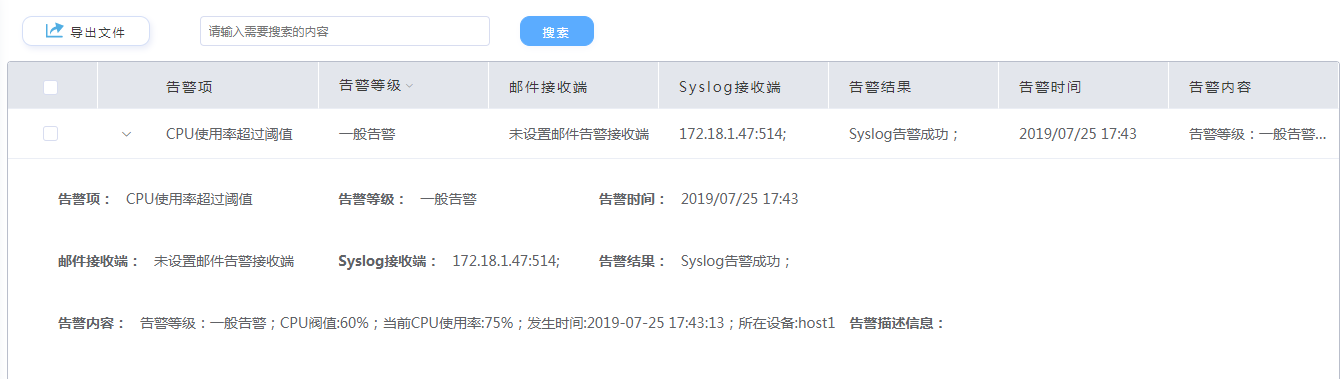 导出文件 请输入需要搜索的内容 搜索
告警项 告警等级 邮件接收端 Syslog接收端 告警结果 告警时间 告警内容
CPU使用率超过阈值 一般告警 未设置邮件告警接收端 172.18.1.47:514; Syslog告警成功； 2019/07/25 17:43 告警等级：一般告警...
告警项： CPU使用率超过阈值 告警等级： 一般告警 告警时间： 2019/07/25 17:43
邮件接收端： 未设置邮件告警接收端 Syslog接收端： 172.18.1.47:514; 告警结果： Syslog告警成功；
告警内容： 告警等级：一般告警；CPU阀值:60%；当前CPU使用率:75%；发生时间:2019-07-25 17:43:13；所在设备:host1 告警描述信息：